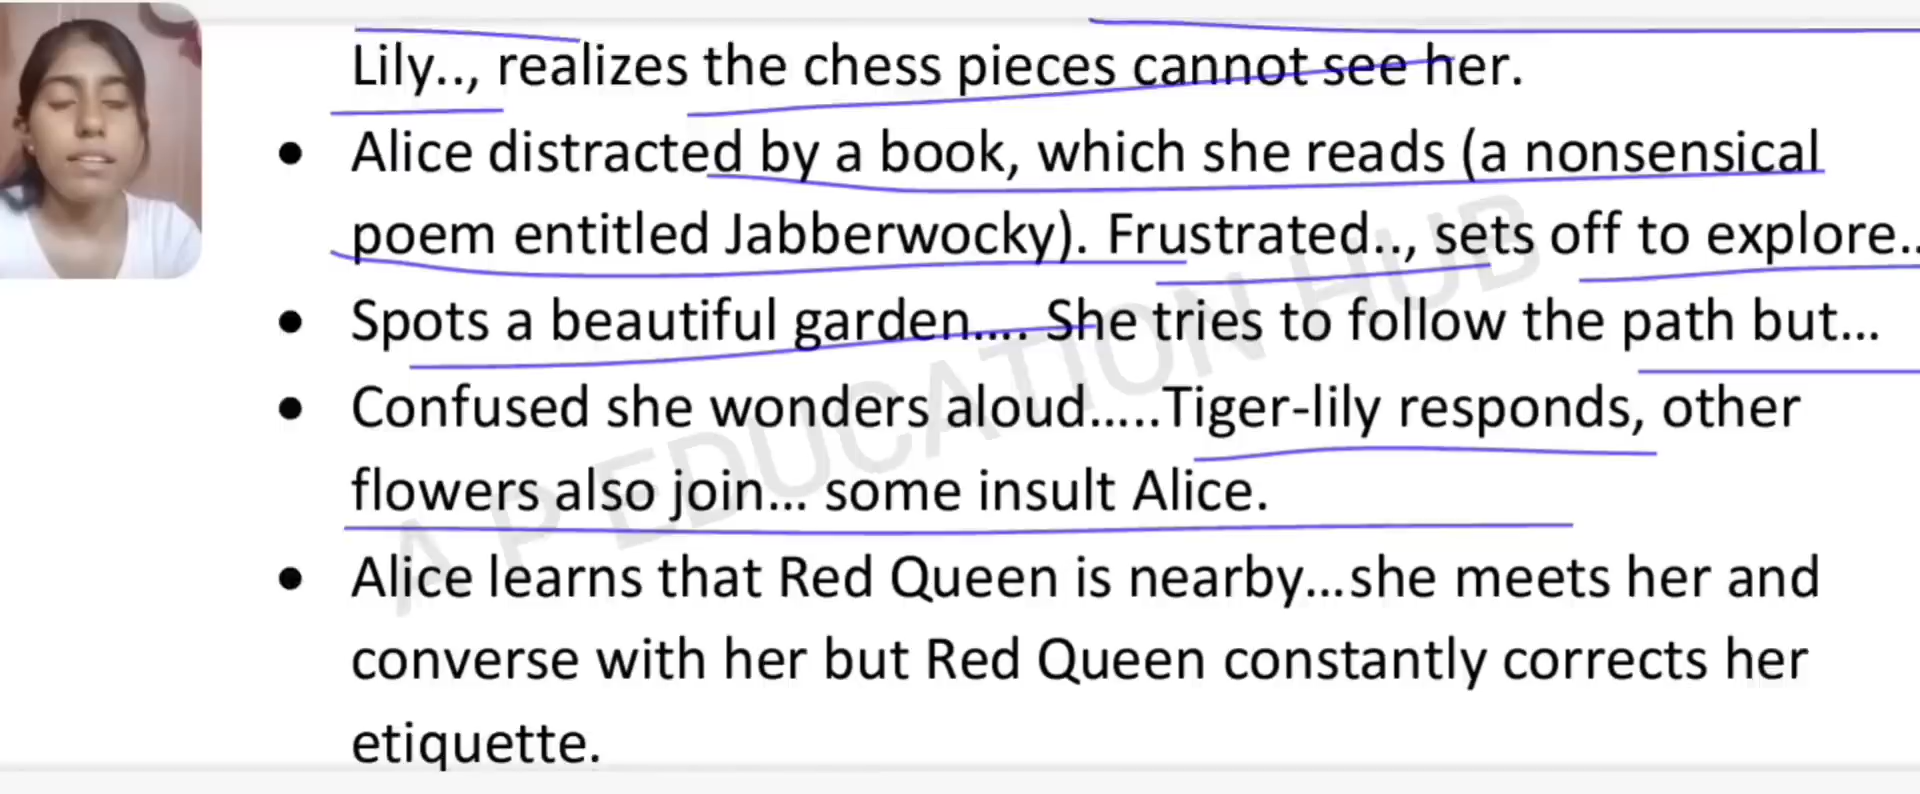 Lily.., realizes the chess pieces cannot see her.
• Alice distracted by a book, which she reads (a nonsensical
poem entitled Jabberwocky). Frustrated.., sets off to explore..
• Spots a beautiful garden.... She tries to follow the path but...
• Confused she wonders aloud.....Tiger-lily responds, other
flowers also join... some insult Alice.
• Alice learns that Red Queen is nearby...she meets her and
converse with her but Red Queen constantly corrects her
etiquette.
A P EDUCATION HUB